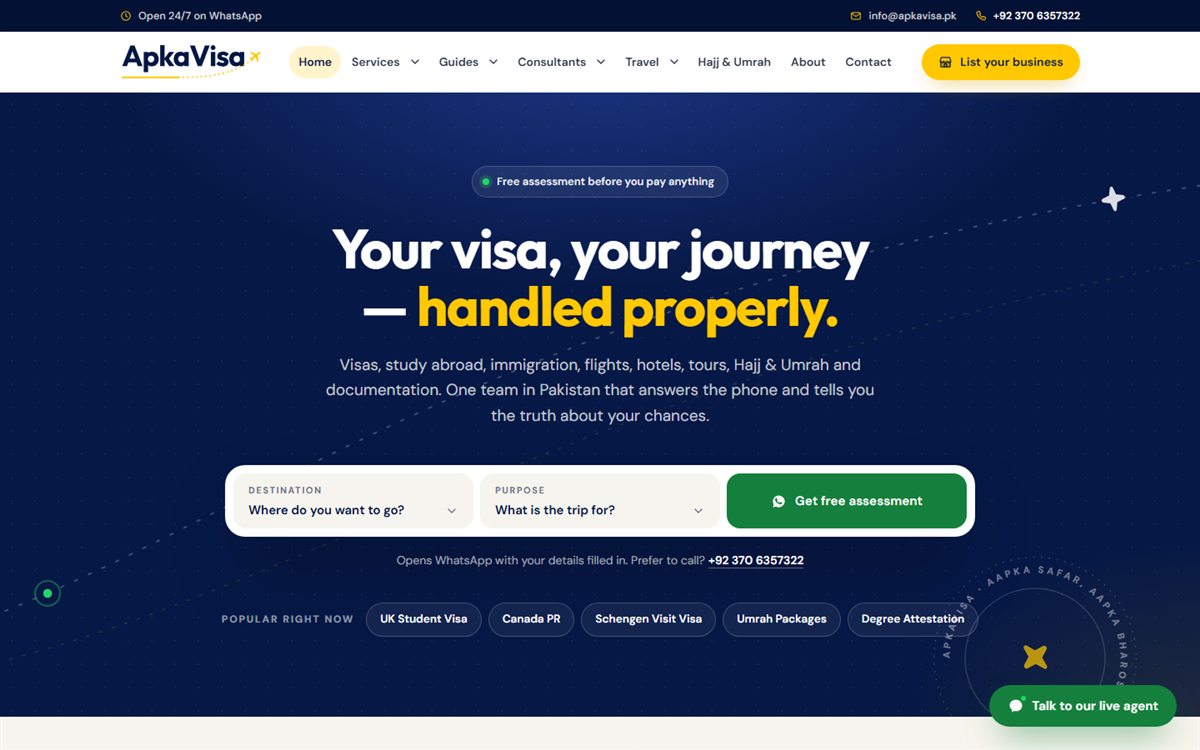 Open 24/7 on WhatsApp
info@apkavisa.pk
+92 370 6357322
ApkaVisa
Home
Services
Guides
Consultants
Travel
Hajj & Umrah
About
Contact
List your business
Free assessment before you pay anything
Your visa, your journey
— handled properly.
Visas, study abroad, immigration, flights, hotels, tours, Hajj & Umrah and
documentation. One team in Pakistan that answers the phone and tells you
the truth about your chances.
DESTINATION
Where do you want to go?
PURPOSE
What is the trip for?
Get free assessment
Opens WhatsApp with your details filled in. Prefer to call? +92 370 6357322
POPULAR RIGHT NOW
UK Student Visa
Canada PR
Schengen Visit Visa
Umrah Packages
Degree Attestation
APKAVISA · AAPKA SAFAR, AAPKA
Talk to our live agent